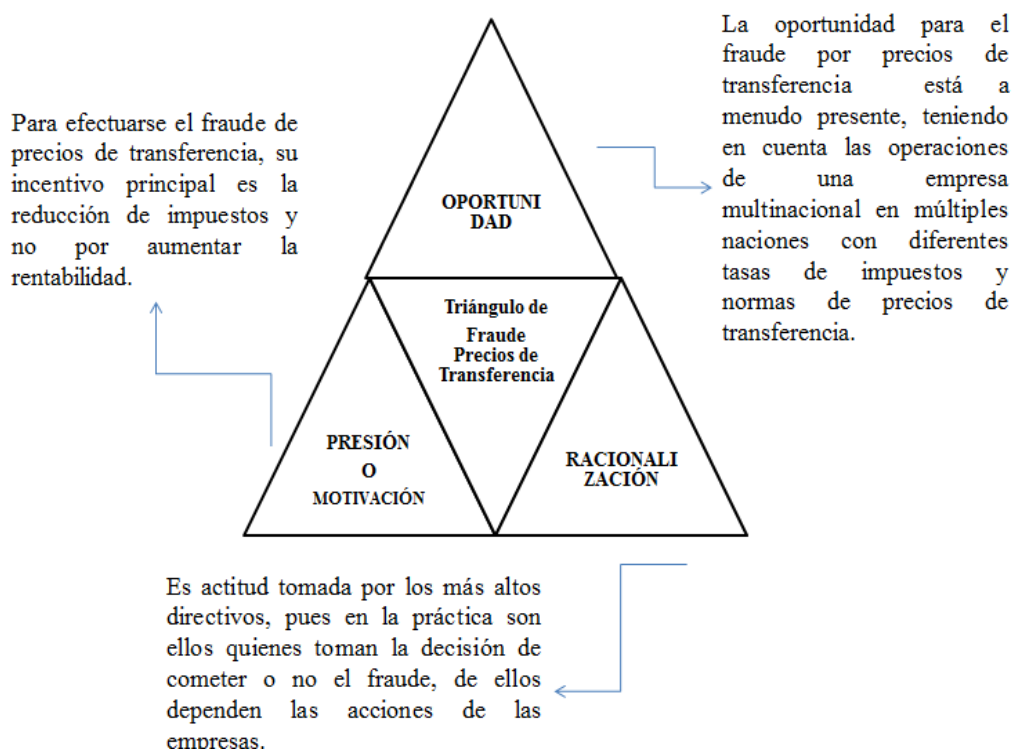 La oportunidad para el
fraude por precios de
transferencia está a
menudo presente, teniendo
en cuenta las operaciones
de una empresa
multinacional en múltiples
naciones con diferentes
tasas de impuestos y
normas de precios de
transferencia.
Para efectuarse el fraude de
precios de transferencia, su
incentivo principal es la
reducción de impuestos y
no por aumentar la
rentabilidad.
OPORTUNI
DAD
Triángulo de
Fraude
Precios de
Transferencia
PRESIÓN
O
MOTIVACIÓN
RACIONALI
ZACIÓN
Es actitud tomada por los más altos
directivos, pues en la práctica son
ellos quienes toman la decisión de
cometer o no el fraude, de ellos
dependen las acciones de las
empresas.